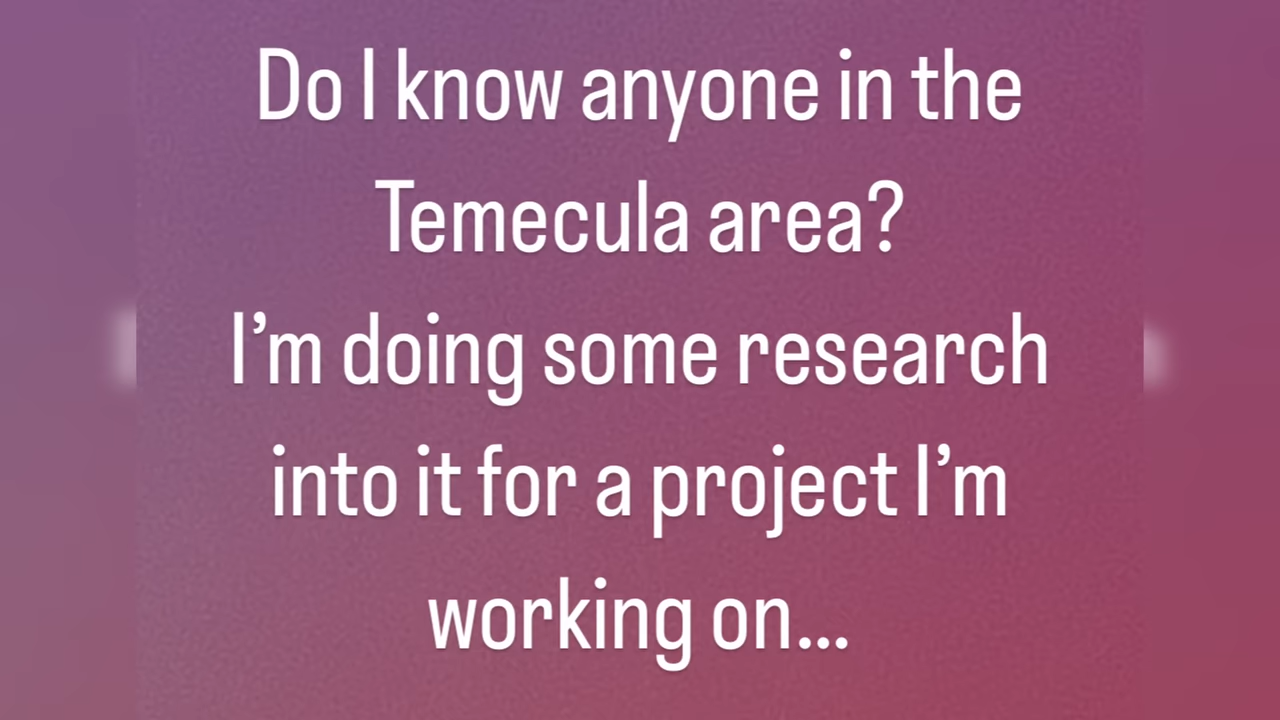 Do I know anyone in the
Temecula area?
I’m doing some research
into it for a project I’m
working on...